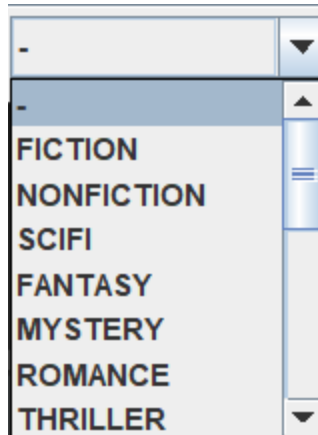 -
-
FICTION
NONFICTION
SCIFI
FANTASY
MYSTERY
ROMANCE
THRILLER